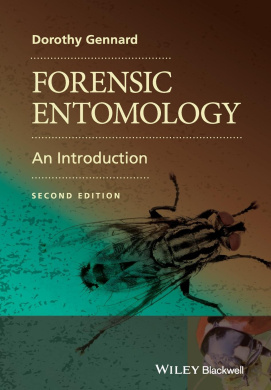 Dorothy Gennard
FORENSIC
ENTOMOLOGY
An Introduction
SECOND EDITION
WILEY Blackwell